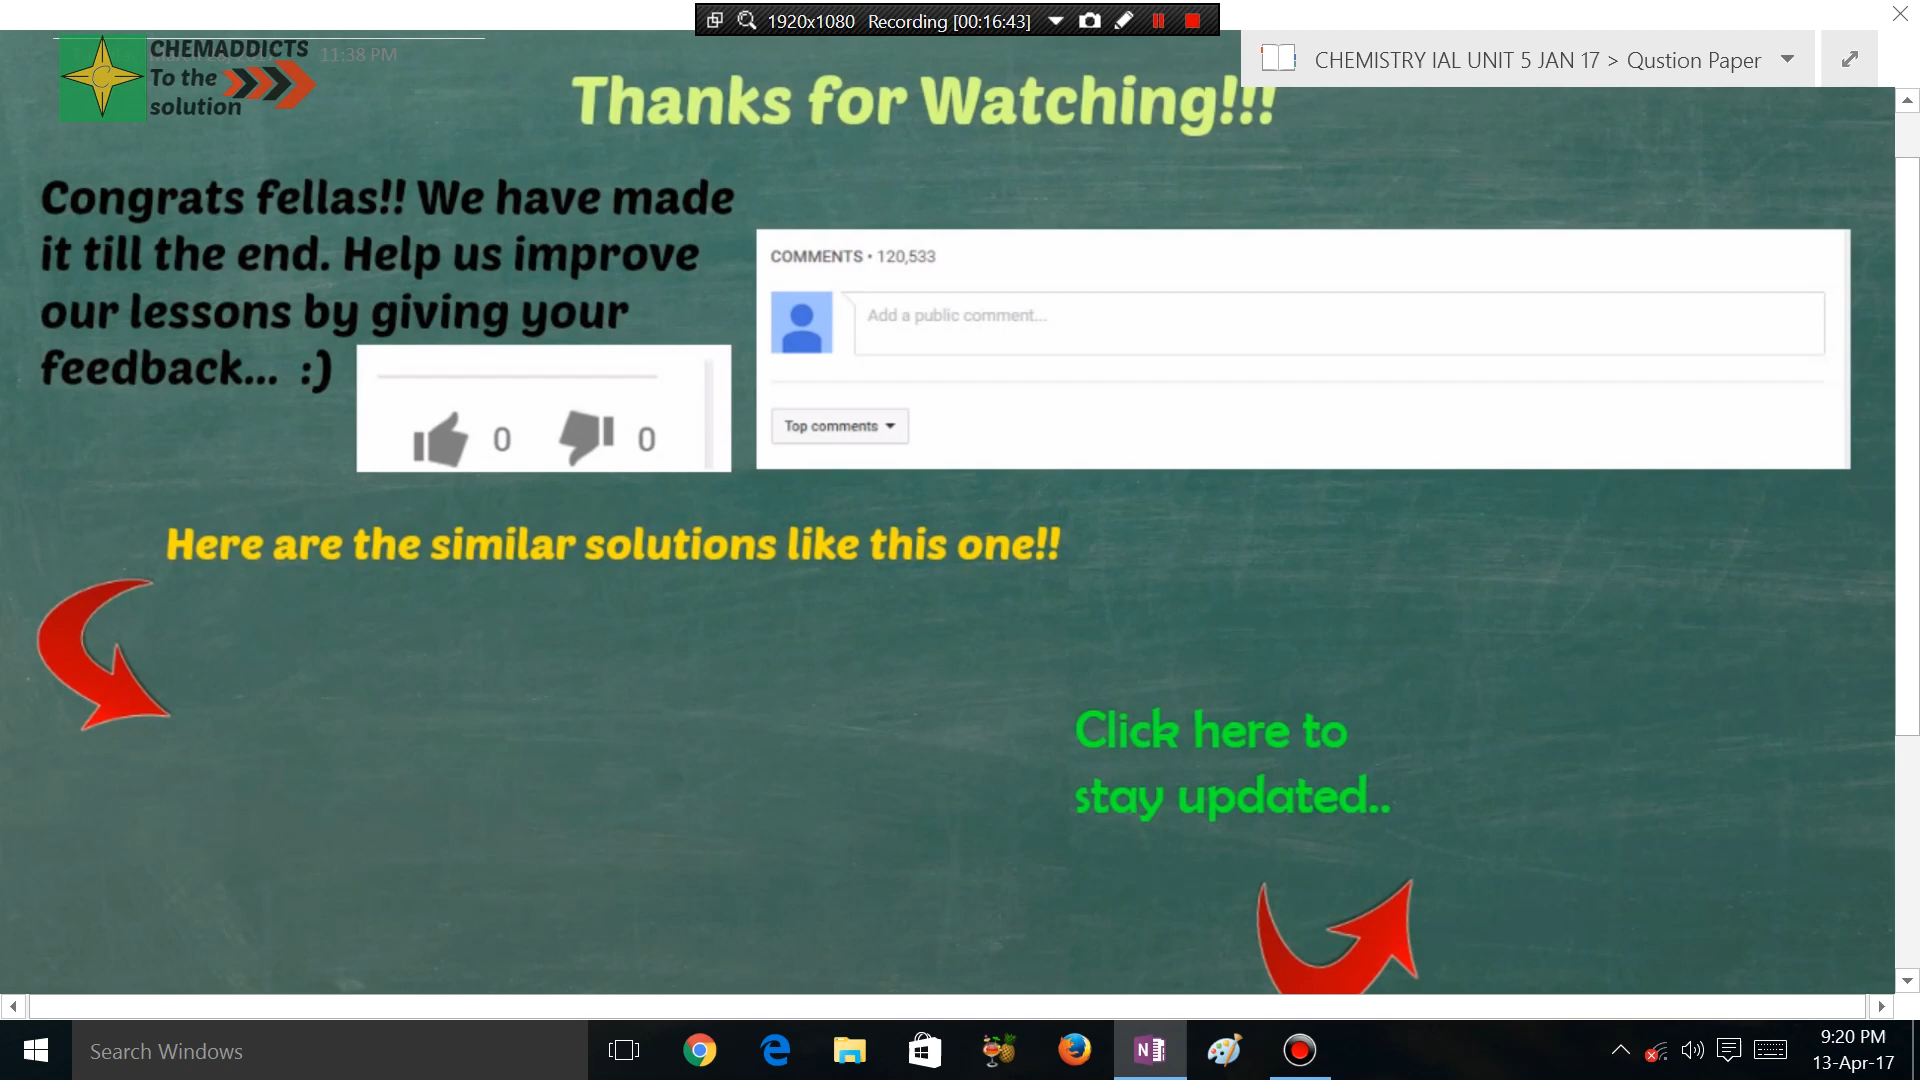 1920x1080 Recording [00:16:43]
CHEMADDICTS
To the
solution
11:38 PM
CHEMISTRY IAL UNIT 5 JAN 17 > Qustion Paper
Thanks for Watching!!!
Congrats fellas!! We have made
it till the end. Help us improve
our lessons by giving your
feedback... :)
0 0
COMMENTS • 120,533
Add a public comment...
Top comments
Here are the similar solutions like this one!!
Click here to
stay updated..
Search Windows
9:20 PM
13-Apr-17